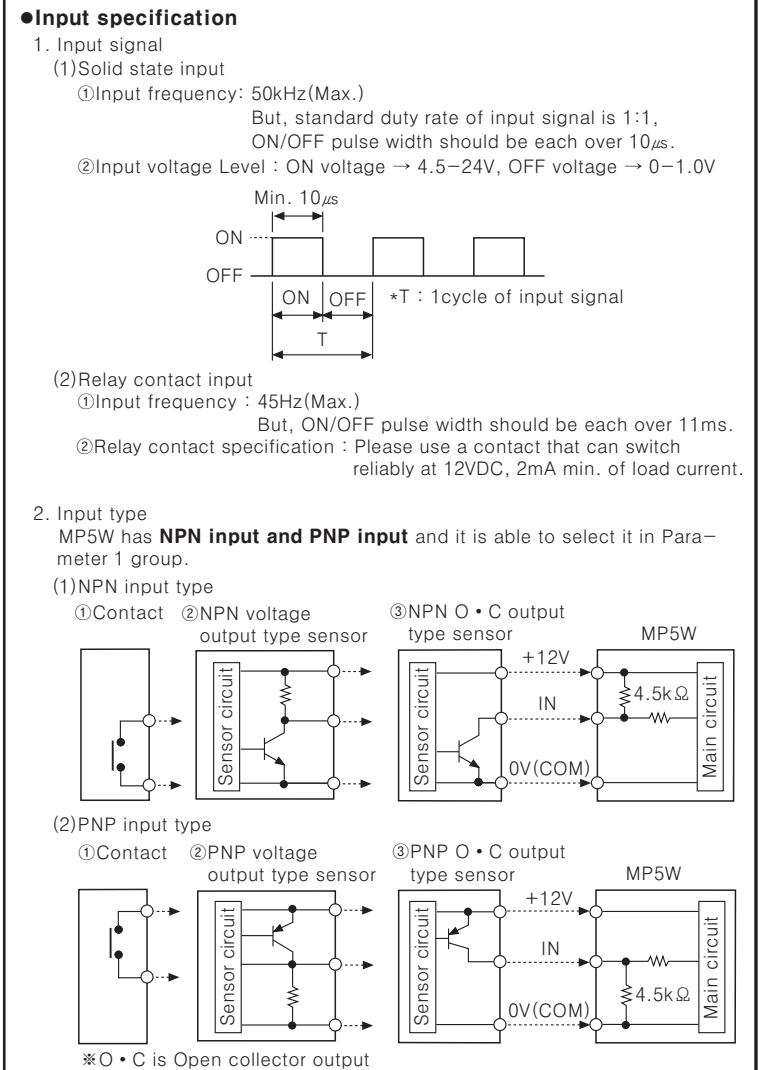 ●Input specification
1. Input signal
(1)Solid state input
①Input frequency: 50kHz(Max.)
But, standard duty rate of input signal is 1:1,
ON/OFF pulse width should be each over 10㎲.
②Input voltage Level : ON voltage → 4.5-24V, OFF voltage → 0-1.0V
Min. 10㎲
ON
OFF
ON OFF *T : 1cycle of input signal
T
(2)Relay contact input
①Input frequency : 45Hz(Max.)
But, ON/OFF pulse width should be each over 11ms.
②Relay contact specification : Please use a contact that can switch
reliably at 12VDC, 2mA min. of load current.
2. Input type
MP5W has NPN input and PNP input and it is able to select it in Para-
meter 1 group.
(1)NPN input type
①Contact ②NPN voltage
output type sensor
③NPN O • C output
type sensor
MP5W
Sensor circuit
Sensor circuit
+12V
IN
0V(COM)
4.5kΩ
Main circuit
(2)PNP input type
①Contact ②PNP voltage
output type sensor
③PNP O • C output
type sensor
MP5W
Sensor circuit
Sensor circuit
+12V
IN
0V(COM)
4.5kΩ
Main circuit
※O • C is Open collector output